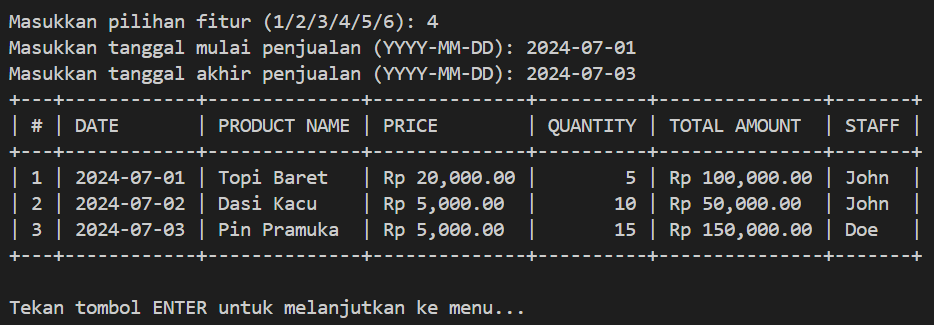 Masukkan pilihan fitur (1/2/3/4/5/6): 4
Masukkan tanggal mulai penjualan (YYYY-MM-DD): 2024-07-01
Masukkan tanggal akhir penjualan (YYYY-MM-DD): 2024-07-03
+---+------------+--------------+--------------+----------+---------------+-------+
| # | DATE       | PRODUCT NAME | PRICE        | QUANTITY | TOTAL AMOUNT  | STAFF |
+---+------------+--------------+--------------+----------+---------------+-------+
| 1 | 2024-07-01 | Topi Baret   | Rp 20,000.00 |        5 | Rp 100,000.00 | John  |
| 2 | 2024-07-02 | Dasi Kacu    | Rp 5,000.00  |       10 | Rp 50,000.00  | John  |
| 3 | 2024-07-03 | Pin Pramuka  | Rp 5,000.00  |       15 | Rp 150,000.00 | Doe   |
+---+------------+--------------+--------------+----------+---------------+-------+
Tekan tombol ENTER untuk melanjutkan ke menu...